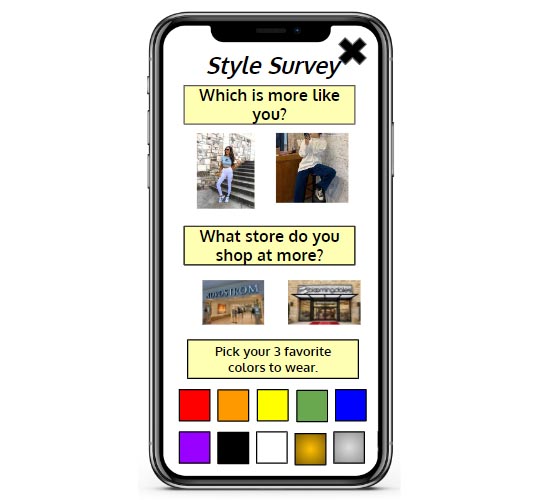 Style Survey
Which is more like
you?
What store do you
shop at more?
NORDSTROM
bloomingdale's
Pick your 3 favorite
colors to wear.